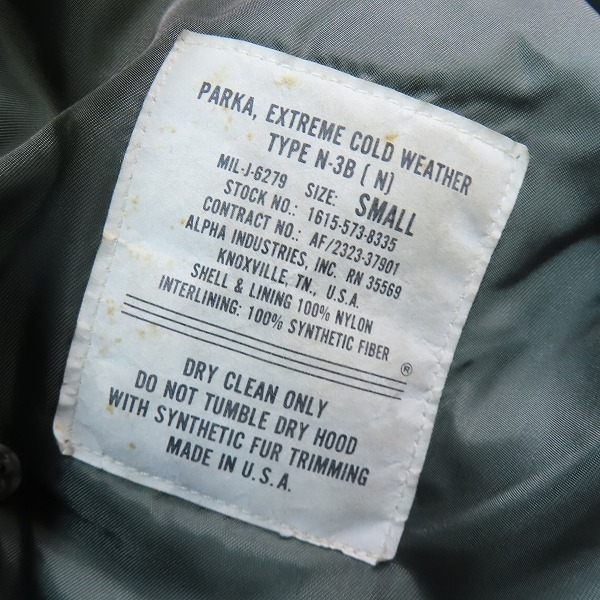 PARKA, EXTREME COLD WEATHER
TYPE N-3B ( N)
MIL-J-6279 SIZE: SMALL
STOCK NO.: 1615-573-8335
CONTRACT NO.: AF/2323-37901
ALPHA INDUSTRIES, INC. RN 35569
KNOXVILLE, TN., U.S.A.
SHELL & LINING 100% NYLON
INTERLINING: 100% SYNTHETIC FIBER
®
DRY CLEAN ONLY
DO NOT TUMBLE DRY HOOD
WITH SYNTHETIC FUR TRIMMING
MADE IN U.S.A.